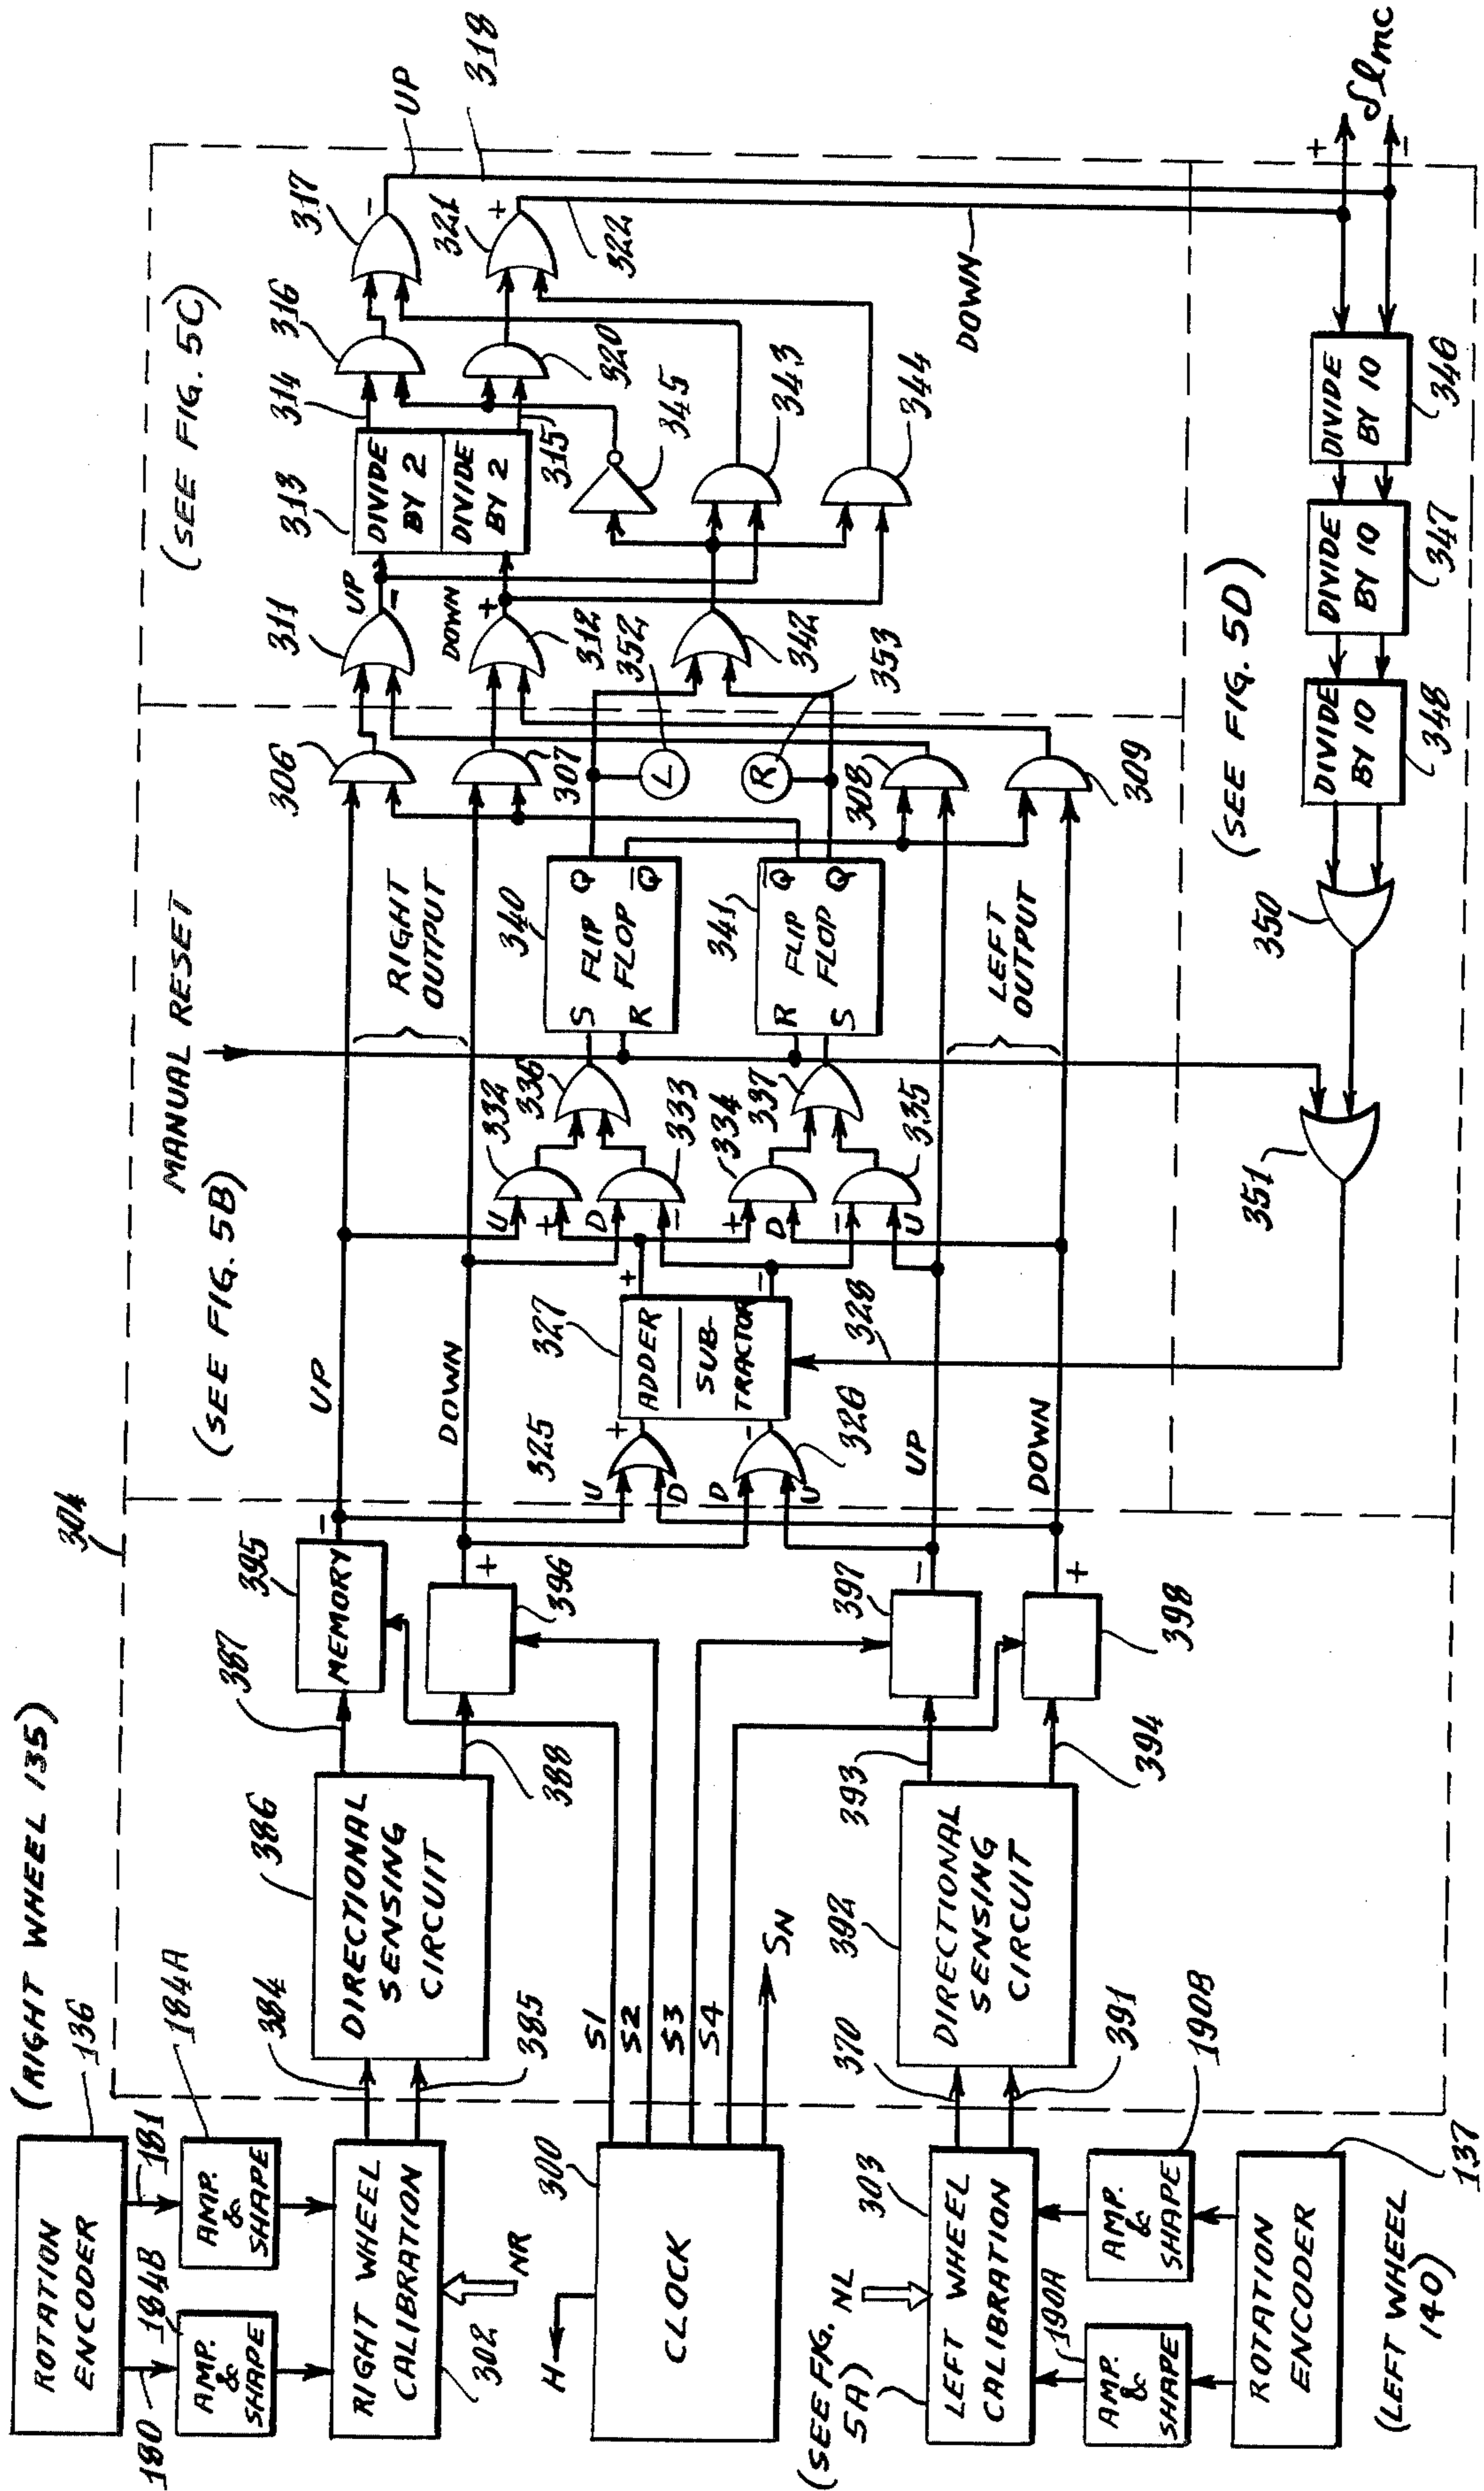 (RIGHT WHEEL 135)
ROTATION
ENCODER
136
180
181
184B
184A
AMP.
&
SHAPE
AMP.
&
SHAPE
RIGHT WHEEL
CALIBRATION
302
NR
384
385
H
CLOCK
300
S1
S2
S3
S4
SN
(SEE FIG.
5A)
NL
LEFT WHEEL
CALIBRATION
303
370
391
190A
190B
AMP.
&
SHAPE
AMP.
&
SHAPE
ROTATION
ENCODER
137
(LEFT WHEEL
140)
304
DIRECTIONAL
SENSING
CIRCUIT
386
387
388
MEMORY
395
-
396
+
DIRECTIONAL
SENSING
CIRCUIT
392
393
394
397
-
398
+
(SEE FIG. 5B)
MANUAL RESET
UP
DOWN
UP
DOWN
RIGHT
OUTPUT
LEFT
OUTPUT
U
D
D
U
325
+
326
-
ADDER
SUB-
TRACTOR
327
328
+
-
U
+
D
-
+
D
-
U
332
333
334
335
336
337
S
R
FLIP
FLOP
Q
Q
340
R
S
FLIP
FLOP
Q
Q
341
306
307
308
309
L
352
R
353
(SEE FIG. 5C)
311
UP
-
DOWN
+
312
342
313
DIVIDE
BY 2
DIVIDE
BY 2
314
315
345
343
344
316
320
317
-
321
+
322
UP
318
DOWN
+
-
δlmc
(SEE FIG. 5D)
DIVIDE
BY 10
346
DIVIDE
BY 10
347
DIVIDE
BY 10
348
350
351